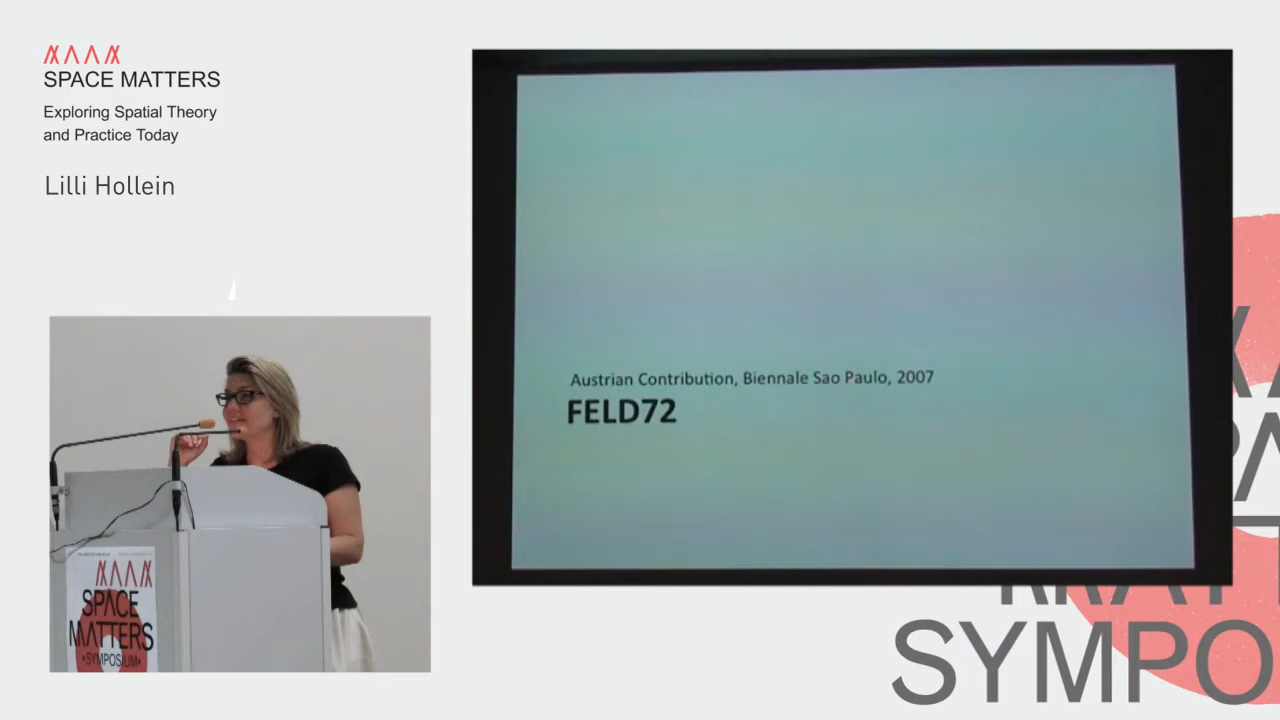 SPACE MATTERS
Exploring Spatial Theory
and Practice Today
Lilli Hollein
Austrian Contribution, Biennale Sao Paulo, 2007
FELD72
SPACE
MATTERS
SYMPOSIUM
SYMPO